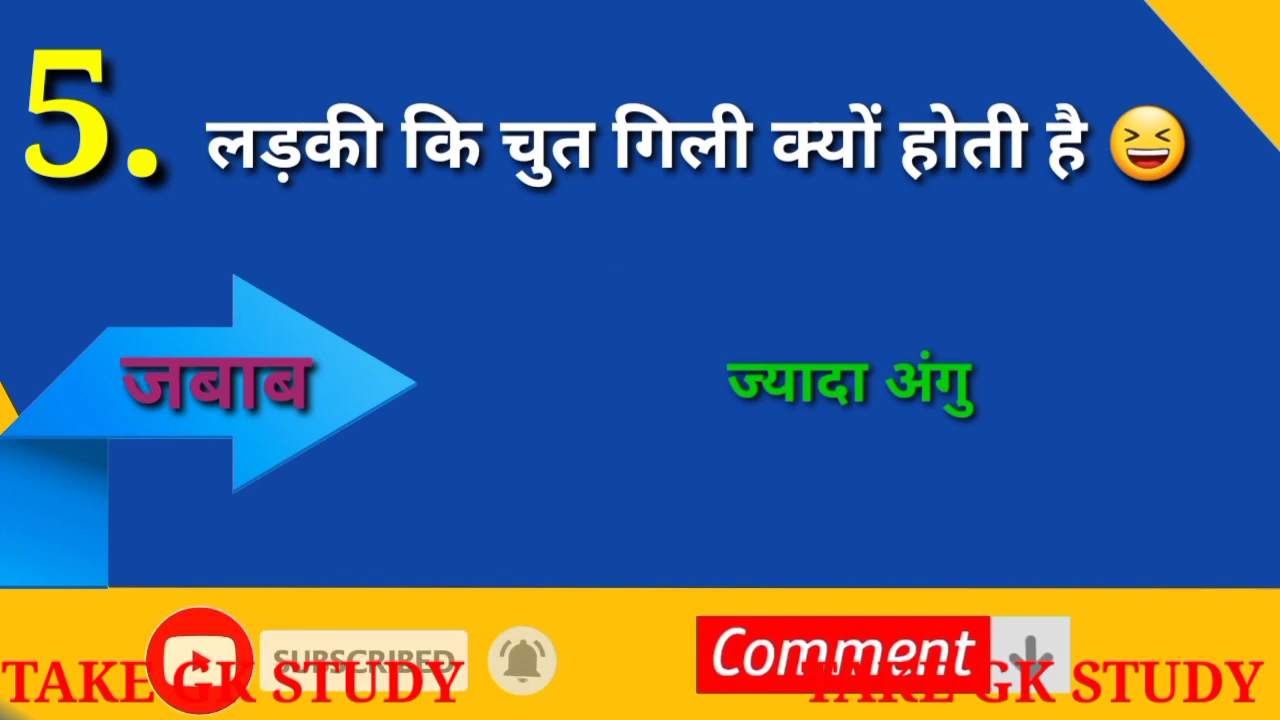 5. लड़की कि चुत गिली क्यों होती है 😆
जबाब
ज्यादा अंगु
SUBSCRIBED
Comment
TAKE GK STUDY
TAKE GK STUDY